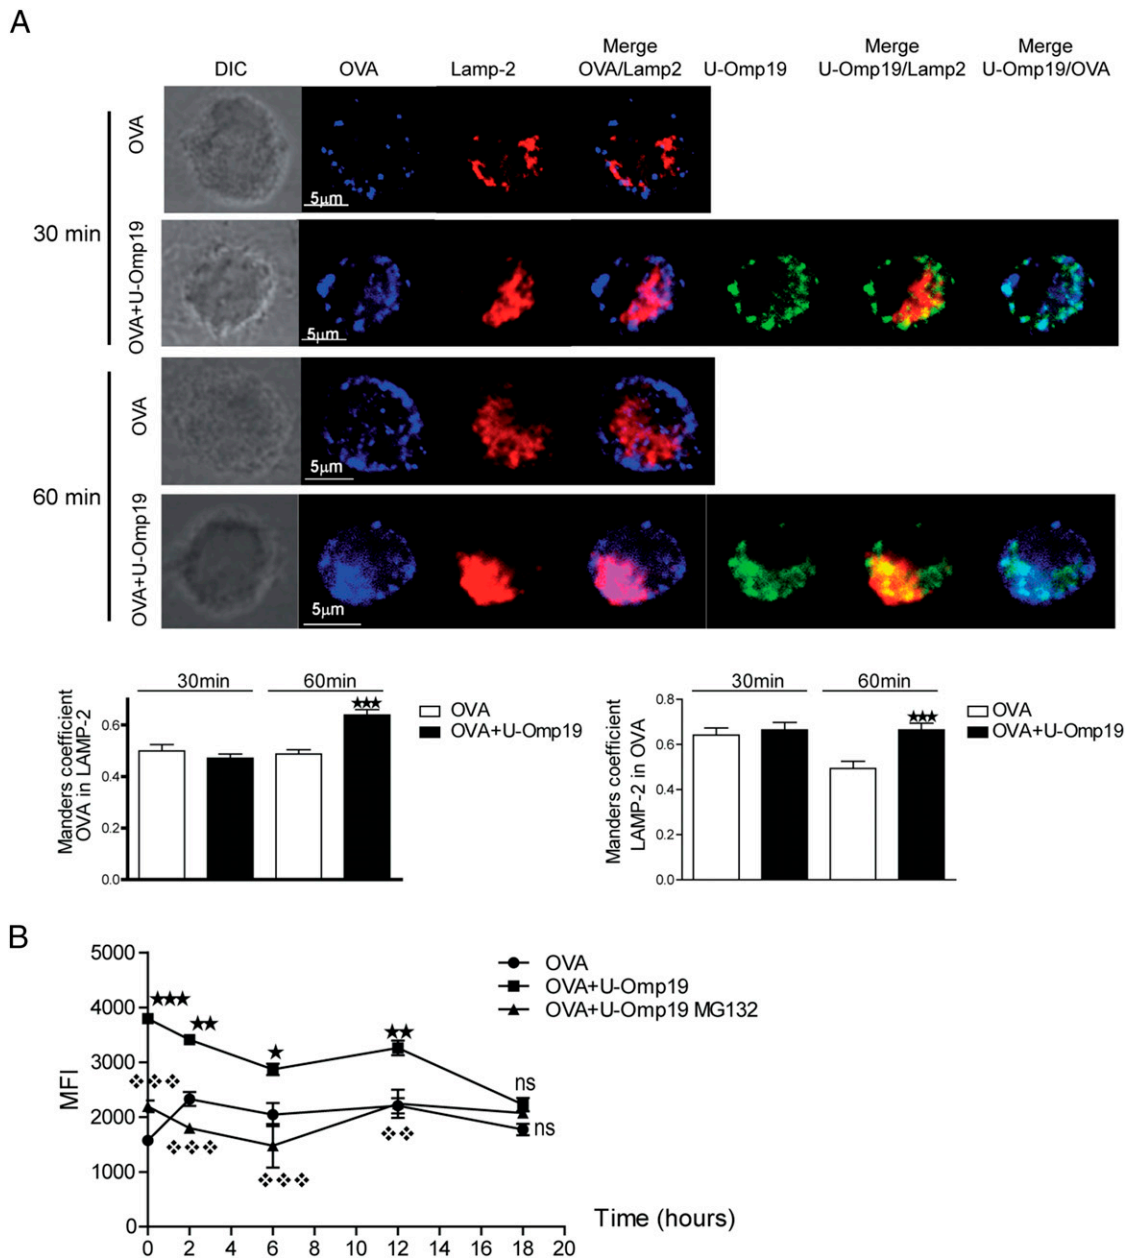 A
DIC OVA Lamp-2 Merge OVA/Lamp2 U-Omp19 Merge U-Omp19/Lamp2 Merge U-Omp19/OVA
30 min
OVA
5μm
OVA+U-Omp19
5μm
60 min
OVA
5μm
OVA+U-Omp19
5μm
Manders coefficient
OVA in LAMP-2
30min 60min
★★★
0.6
0.4
0.2
0.0
OVA
OVA+U-Omp19
Manders coefficient
LAMP-2 in OVA
30min 60min
★★★
0.8
0.6
0.4
0.2
0.0
OVA
OVA+U-Omp19
B
MFI
5000
4000
3000
2000
1000
0
★★★
★★
★
★★
ns
ns
❖❖❖
❖❖❖
❖❖❖
❖❖
OVA
OVA+U-Omp19
OVA+U-Omp19 MG132
0 2 4 6 8 10 12 14 16 18 20
Time (hours)